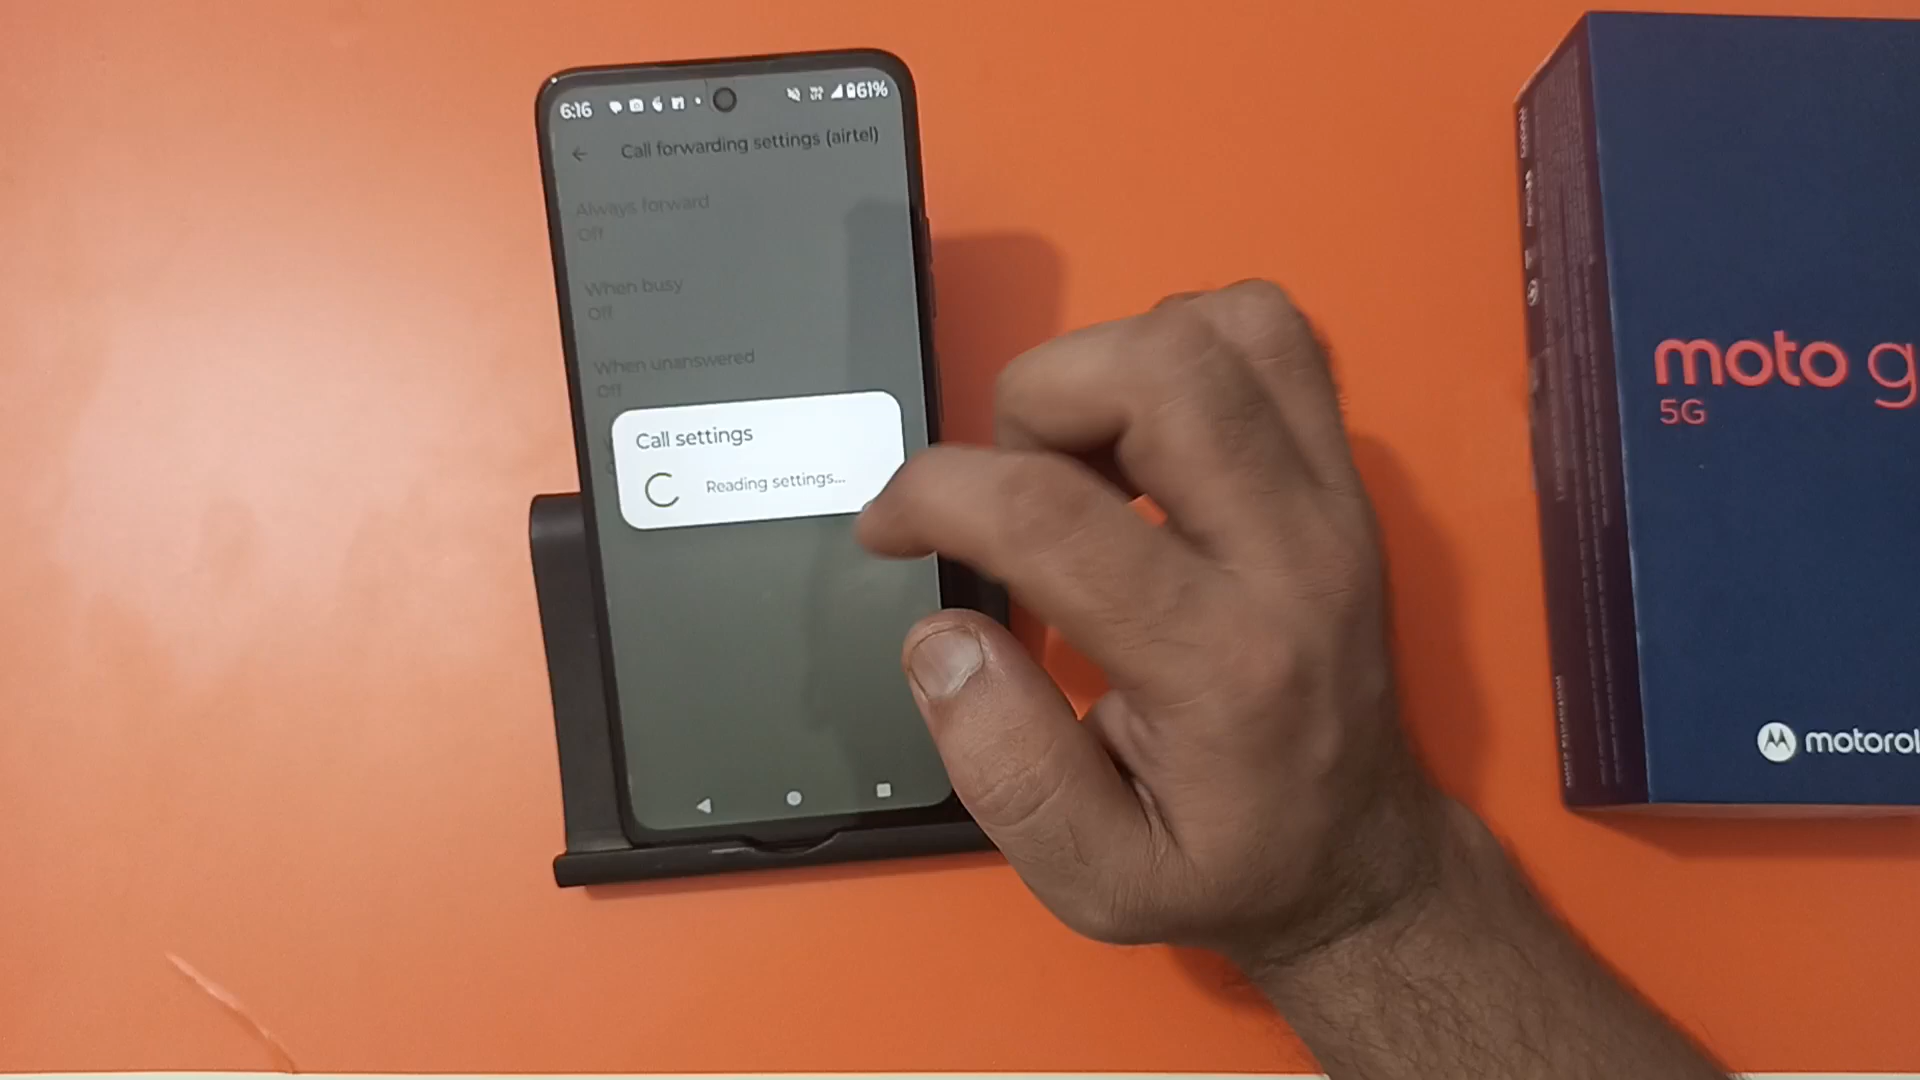 6:16
61%
Call forwarding settings (airtel)
Always forward
Off
When busy
Off
When unanswered
Off
Call settings
Reading settings...
moto g
5G
motorol